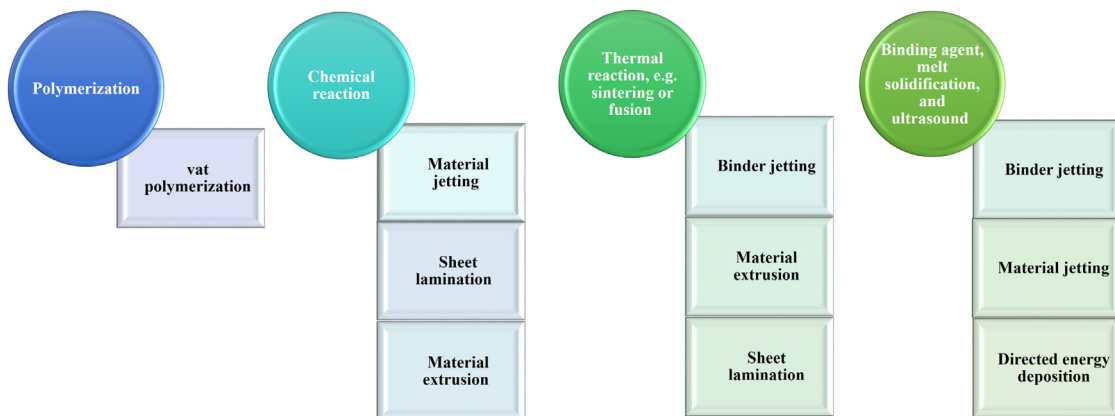 Polymerization
vat
polymerization
Chemical
reaction
Material
jetting
Sheet
lamination
Material
extrusion
Thermal
reaction, e.g.
sintering or
fusion
Binder jetting
Material
extrusion
Sheet
lamination
Binding agent,
melt
solidification,
and
ultrasound
Binder jetting
Material jetting
Directed energy
deposition